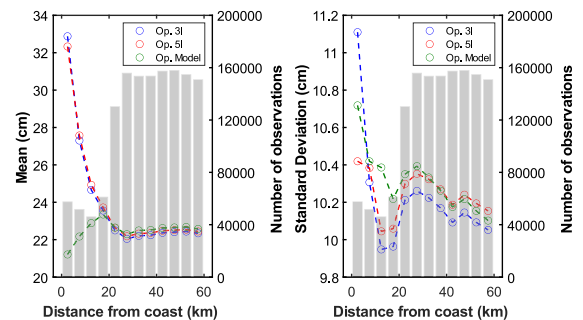 Op. 3l
Op. 5l
Op. Model
34
32
30
28
26
24
22
20
Mean (cm)
200000
160000
120000
80000
40000
0
Number of observations
0 20 40 60
Distance from coast (km)
Op. 3l
Op. 5l
Op. Model
11.2
11
10.8
10.6
10.4
10.2
10
9.8
Standard Deviation (cm)
200000
160000
120000
80000
40000
0
Number of observations
0 20 40 60
Distance from coast (km)